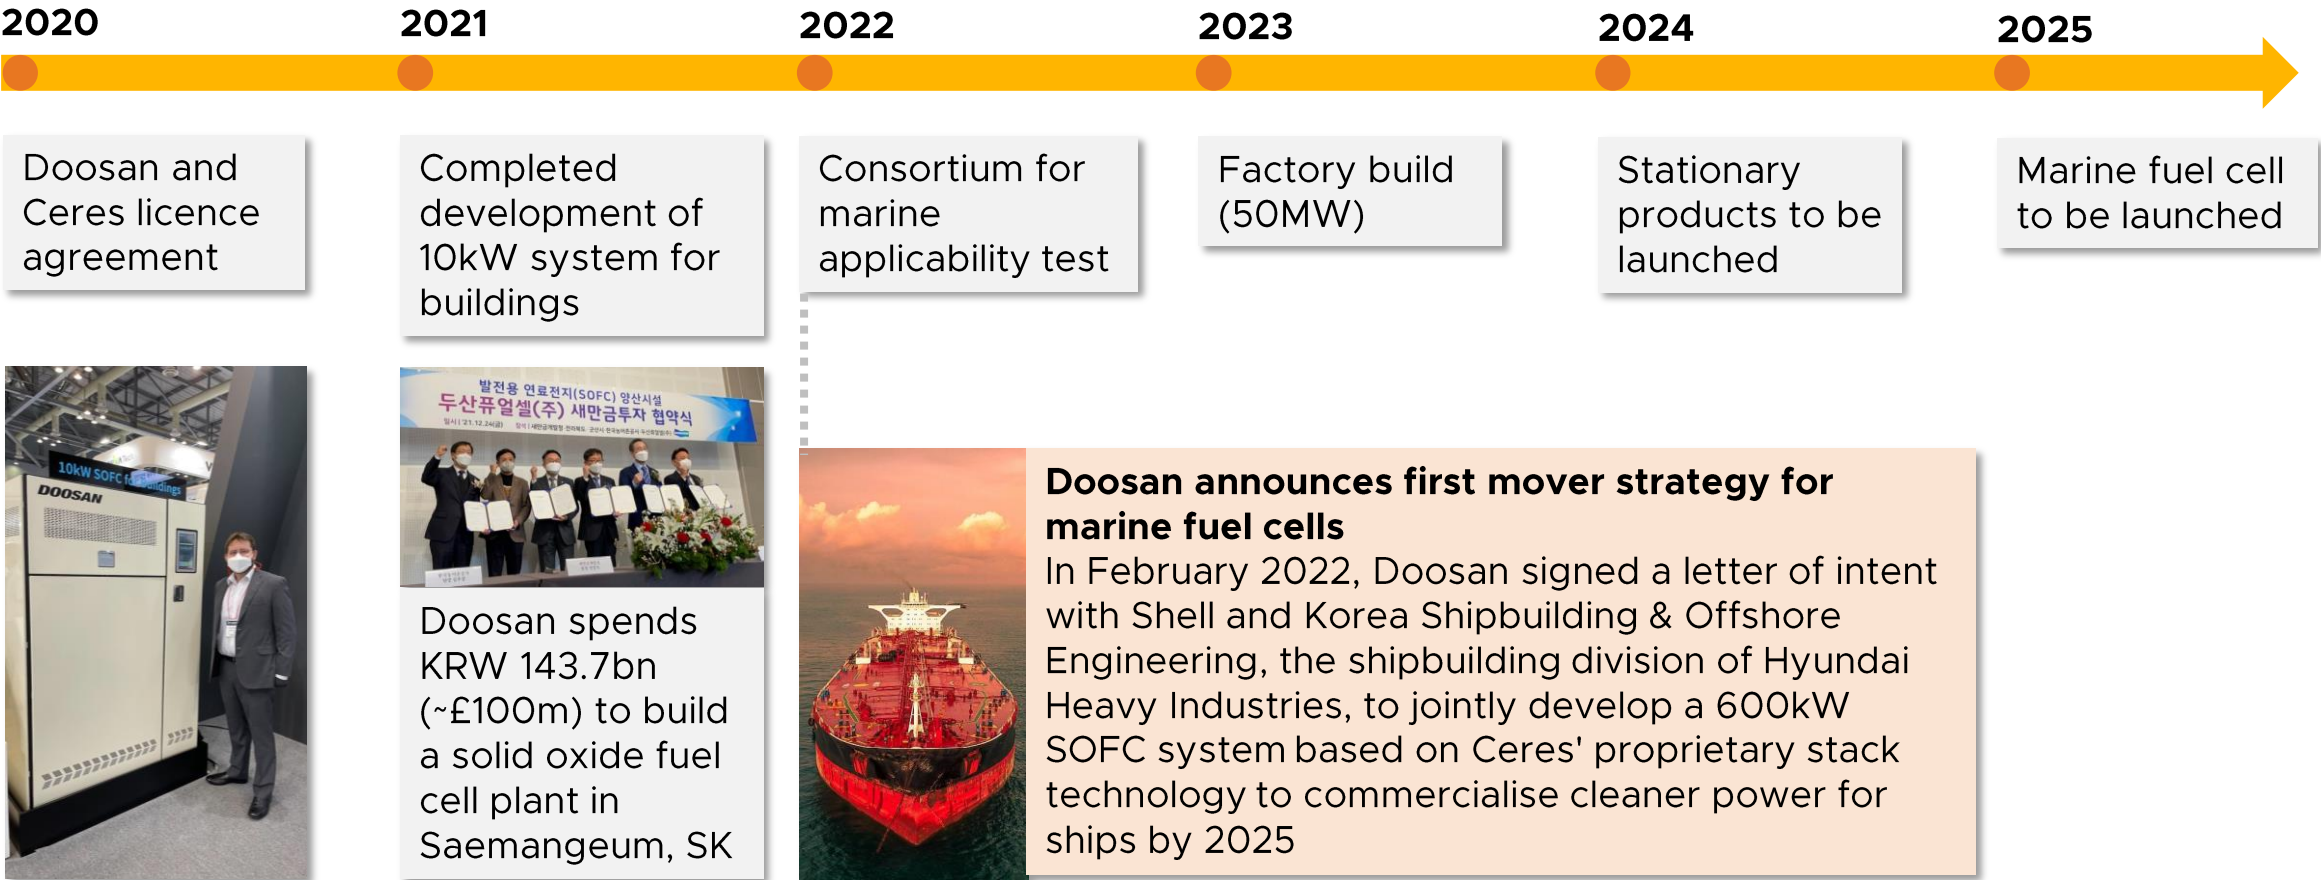 2020
2021
2022
2023
2024
2025
Doosan and
Ceres licence
agreement
Completed
development of
10kW system for
buildings
Consortium for
marine
applicability test
Factory build
(50MW)
Stationary
products to be
launched
Marine fuel cell
to be launched
10kW SOFC for Buildings
DOOSAN
발전용 연료전지(SOFC) 양산시설
두산퓨얼셀(주) 새만금투자 협약식
일시 | '21.12.24(금)
Doosan spends
KRW 143.7bn
(~£100m) to build
a solid oxide fuel
cell plant in
Saemangeum, SK
Doosan announces first mover strategy for
marine fuel cells
In February 2022, Doosan signed a letter of intent
with Shell and Korea Shipbuilding & Offshore
Engineering, the shipbuilding division of Hyundai
Heavy Industries, to jointly develop a 600kW
SOFC system based on Ceres' proprietary stack
technology to commercialise cleaner power for
ships by 2025